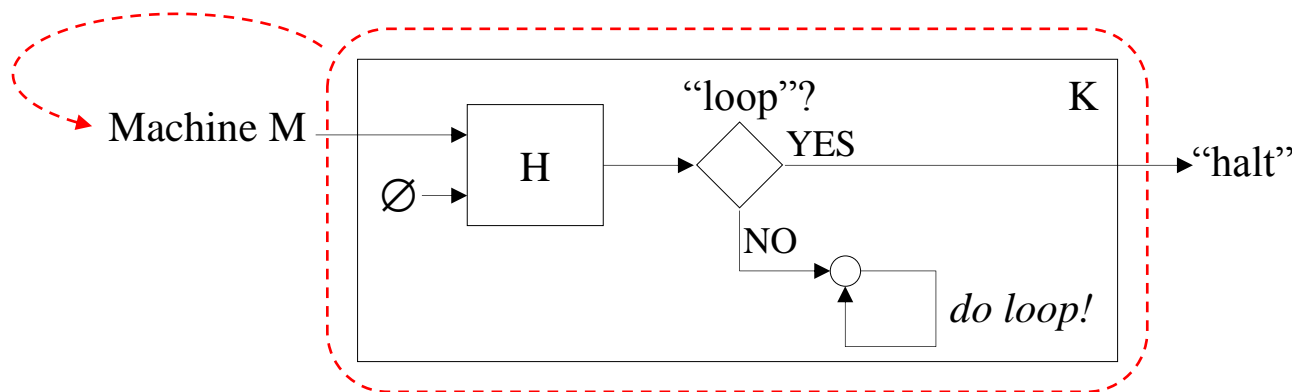 “loop”?
K
Machine M
H
YES
“halt”
∅
NO
do loop!